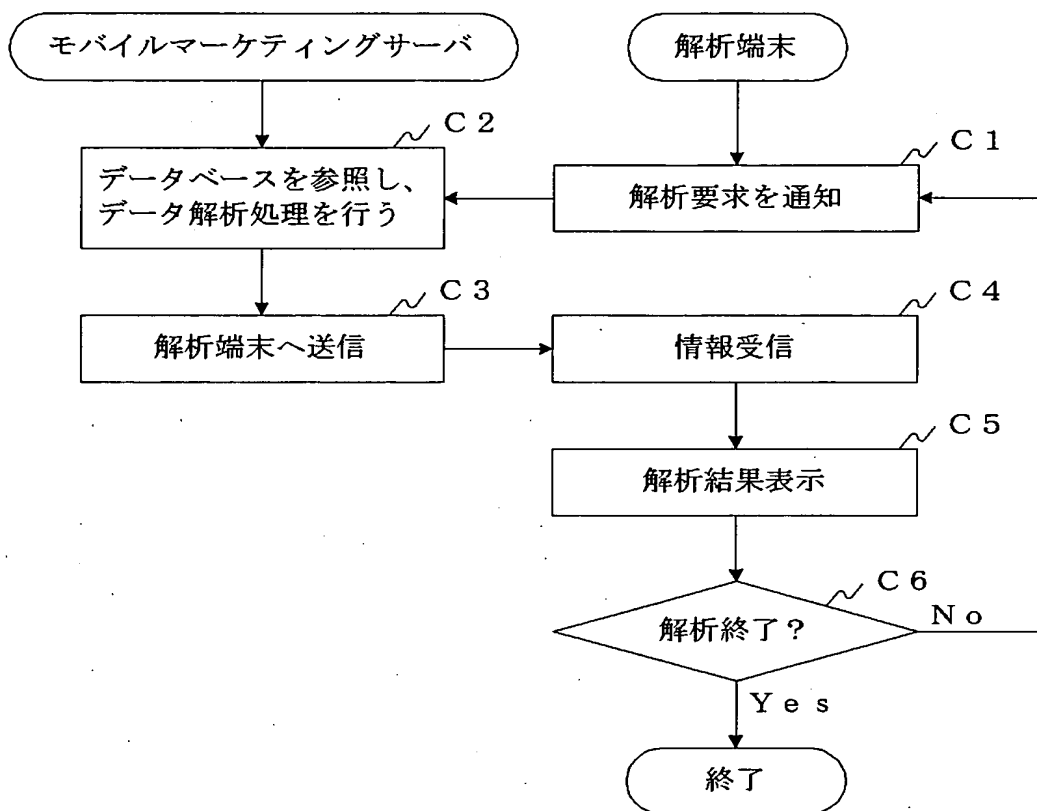 モバイルマーケティングサーバ
解析端末
C2
C1
データベースを参照し、
データ解析処理を行う
解析要求を通知
C3
C4
解析端末へ送信
情報受信
C5
解析結果表示
C6
解析終了？
No
Yes
終了